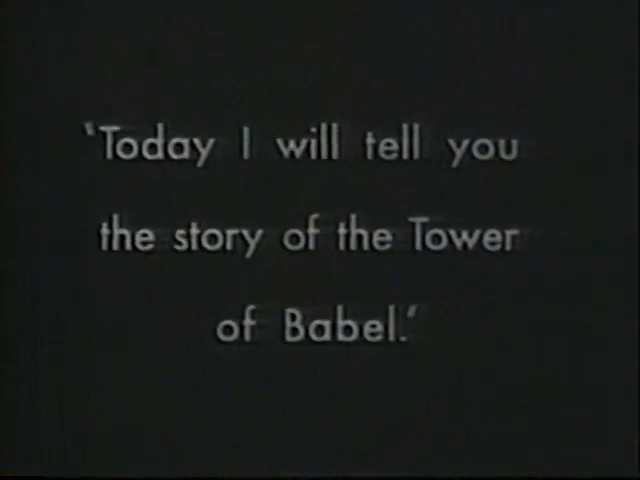 ‘Today I will tell you
the story of the Tower
of Babel.’